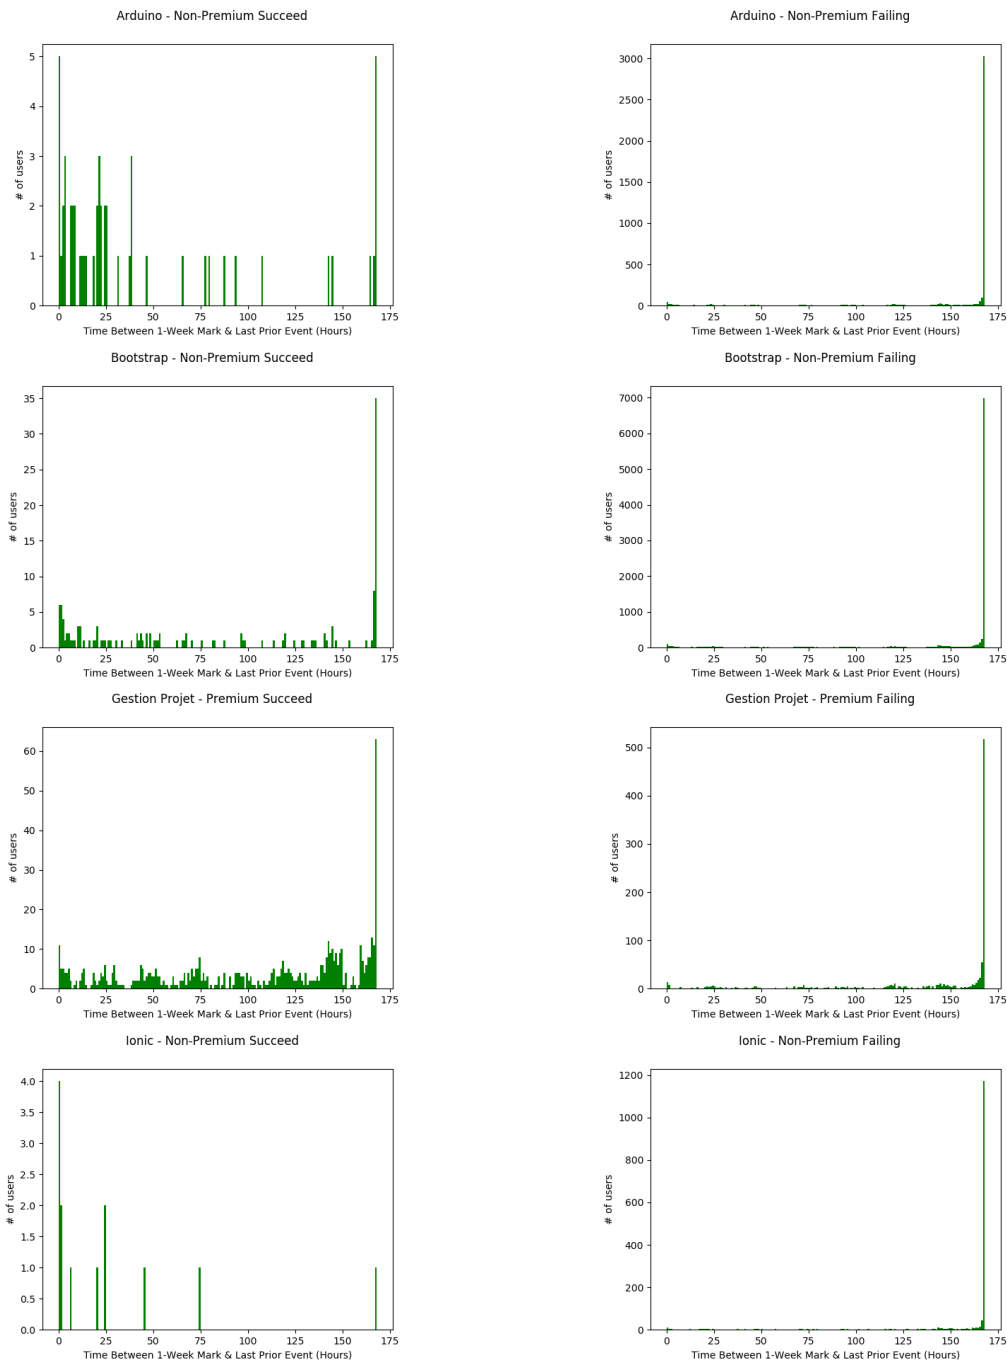 Arduino - Non-Premium Succeed
5
4
3
2
1
0
# of users
0 25 50 75 100 125 150 175
Time Between 1-Week Mark & Last Prior Event (Hours)
Arduino - Non-Premium Failing
3000
2500
2000
1500
1000
500
0
# of users
0 25 50 75 100 125 150 175
Time Between 1-Week Mark & Last Prior Event (Hours)
Bootstrap - Non-Premium Succeed
35
30
25
20
15
10
5
0
# of users
0 25 50 75 100 125 150 175
Time Between 1-Week Mark & Last Prior Event (Hours)
Bootstrap - Non-Premium Failing
7000
6000
5000
4000
3000
2000
1000
0
# of users
0 25 50 75 100 125 150 175
Time Between 1-Week Mark & Last Prior Event (Hours)
Gestion Projet - Premium Succeed
60
50
40
30
20
10
0
# of users
0 25 50 75 100 125 150 175
Time Between 1-Week Mark & Last Prior Event (Hours)
Gestion Projet - Premium Failing
500
400
300
200
100
0
# of users
0 25 50 75 100 125 150 175
Time Between 1-Week Mark & Last Prior Event (Hours)
Ionic - Non-Premium Succeed
4.0
3.5
3.0
2.5
2.0
1.5
1.0
0.5
0.0
# of users
0 25 50 75 100 125 150 175
Time Between 1-Week Mark & Last Prior Event (Hours)
Ionic - Non-Premium Failing
1200
1000
800
600
400
200
0
# of users
0 25 50 75 100 125 150 175
Time Between 1-Week Mark & Last Prior Event (Hours)